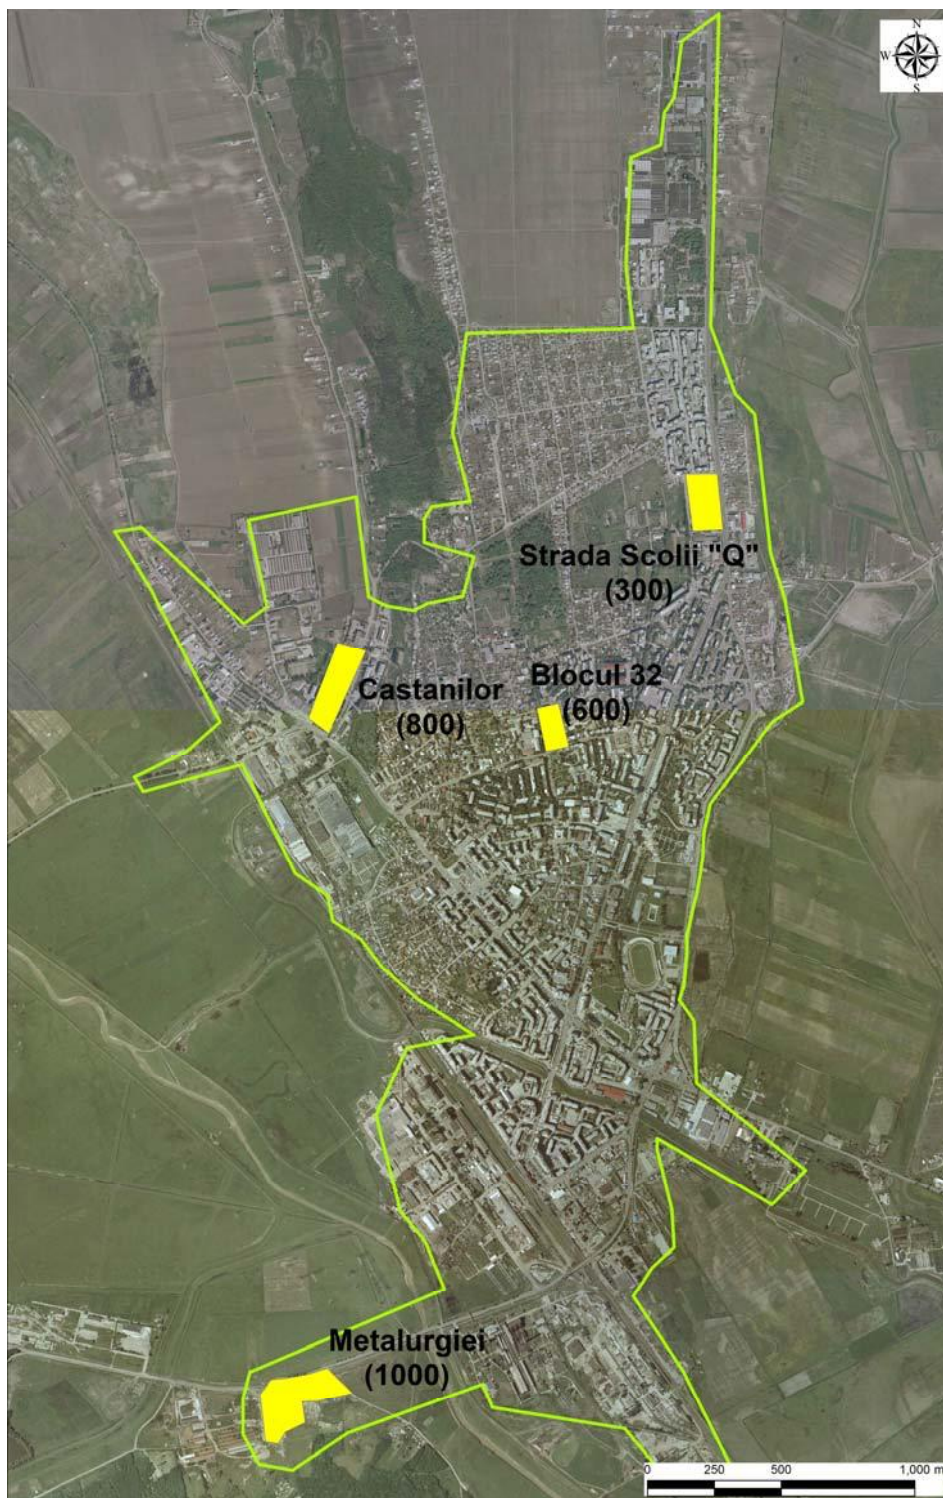 N
W E
S
Strada Scolii "Q"
(300)
Blocul 32
(600)
Castanilor
(800)
Metalurgiei
(1000)
0 250 500 1,000 m